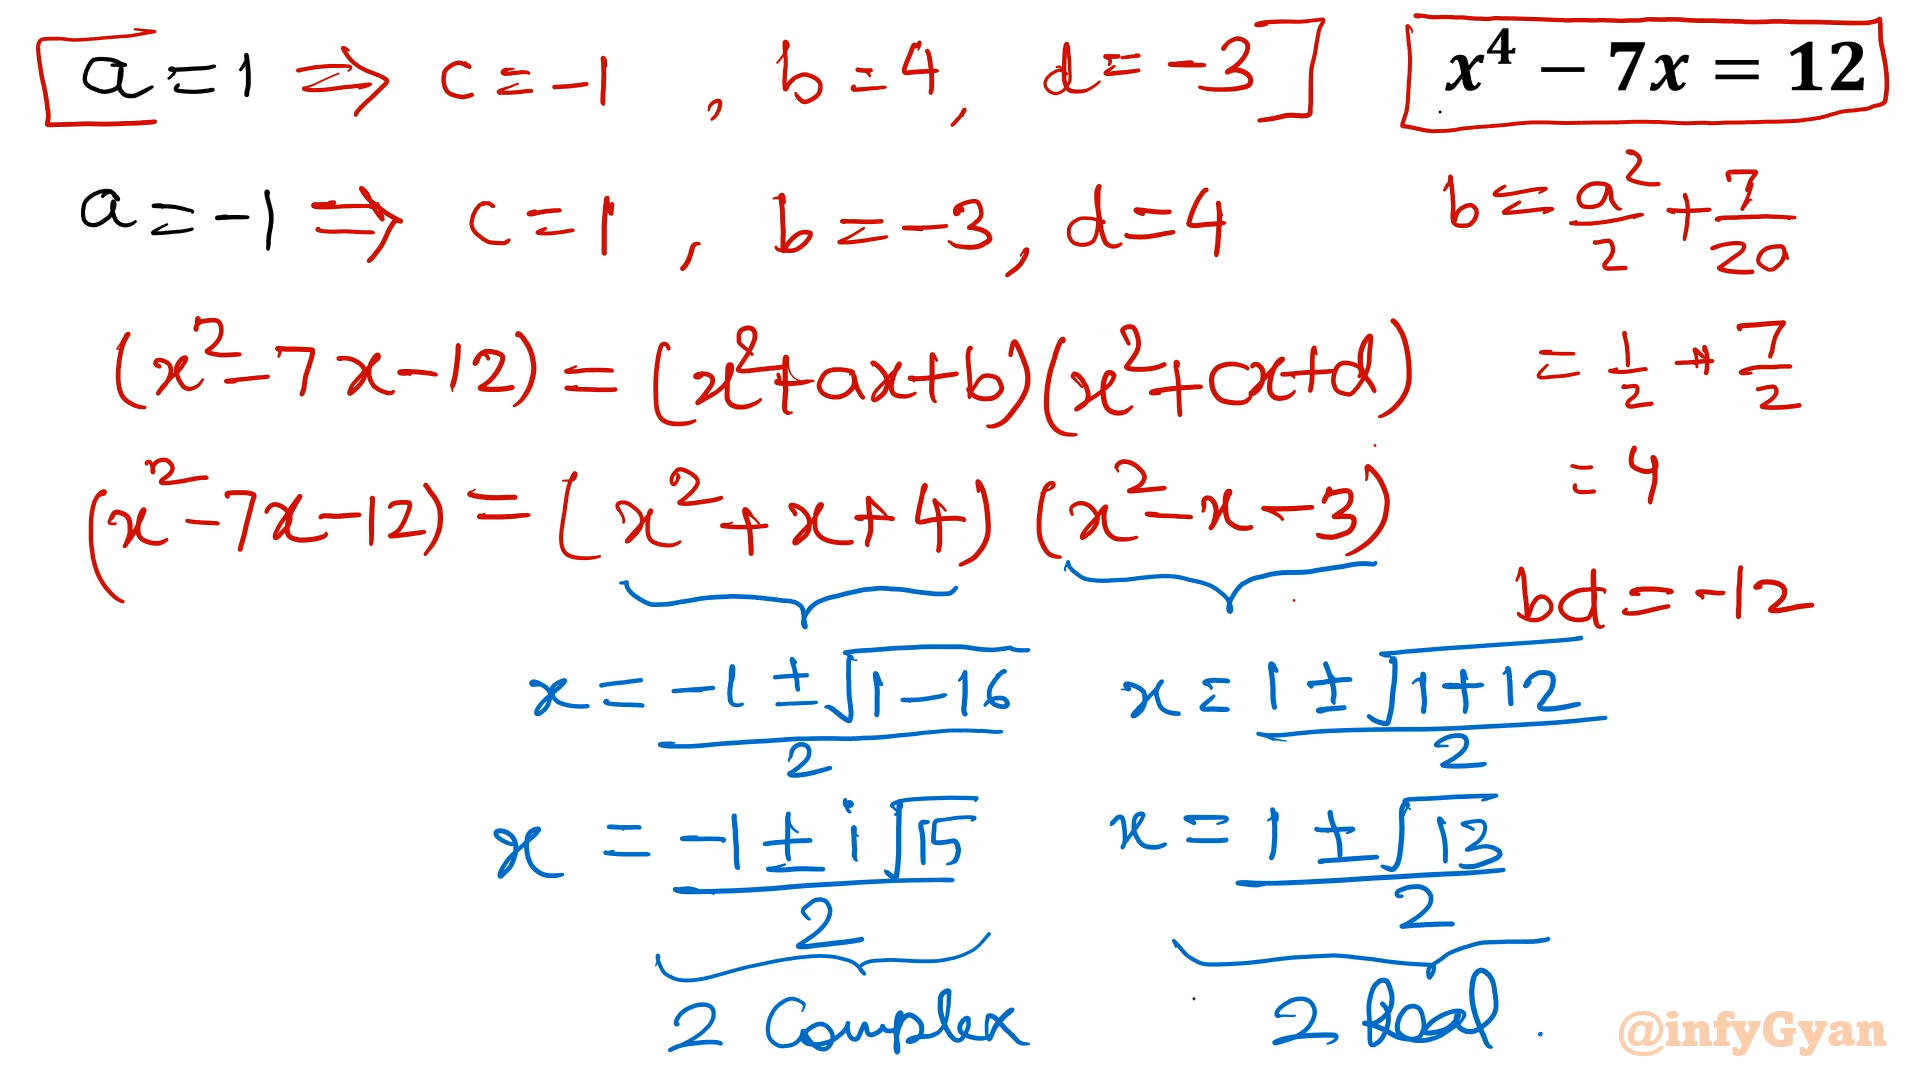 a = 1 ⇒ c = -1 , b = 4 , d = -3
x⁴ − 7x = 12
a = -1 ⇒ c = 1 , b = -3 , d = 4
b = a²/2 + 7/2a
(x² - 7x - 12) = (x² + ax + b)(x² + cx + d)
= 1/2 + 7/2
(x² - 7x - 12) = (x² + x + 4) (x² - x - 3)
= 4
bd = -12
x = (-1 ± √(1 - 16))/2
x = (1 ± √(1 + 12))/2
x = (-1 ± i√15)/2
x = (1 ± √13)/2
2 Complex
2 Real .
@infyGyan